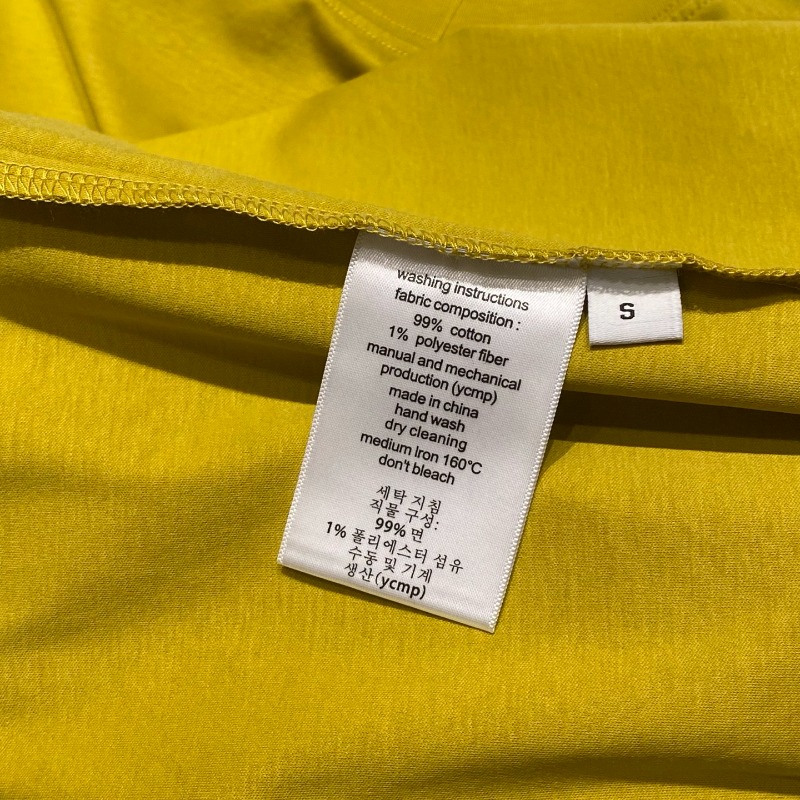 washing instructions
fabric composition :
99% cotton
1% polyester fiber
manual and mechanical
production (ycmp)
made in china
hand wash
dry cleaning
medium Iron 160℃
don't bleach
세탁 지침
직물 구성:
99% 면
1% 폴리에스터 섬유
수동 및 기계
생산(ycmp)
S